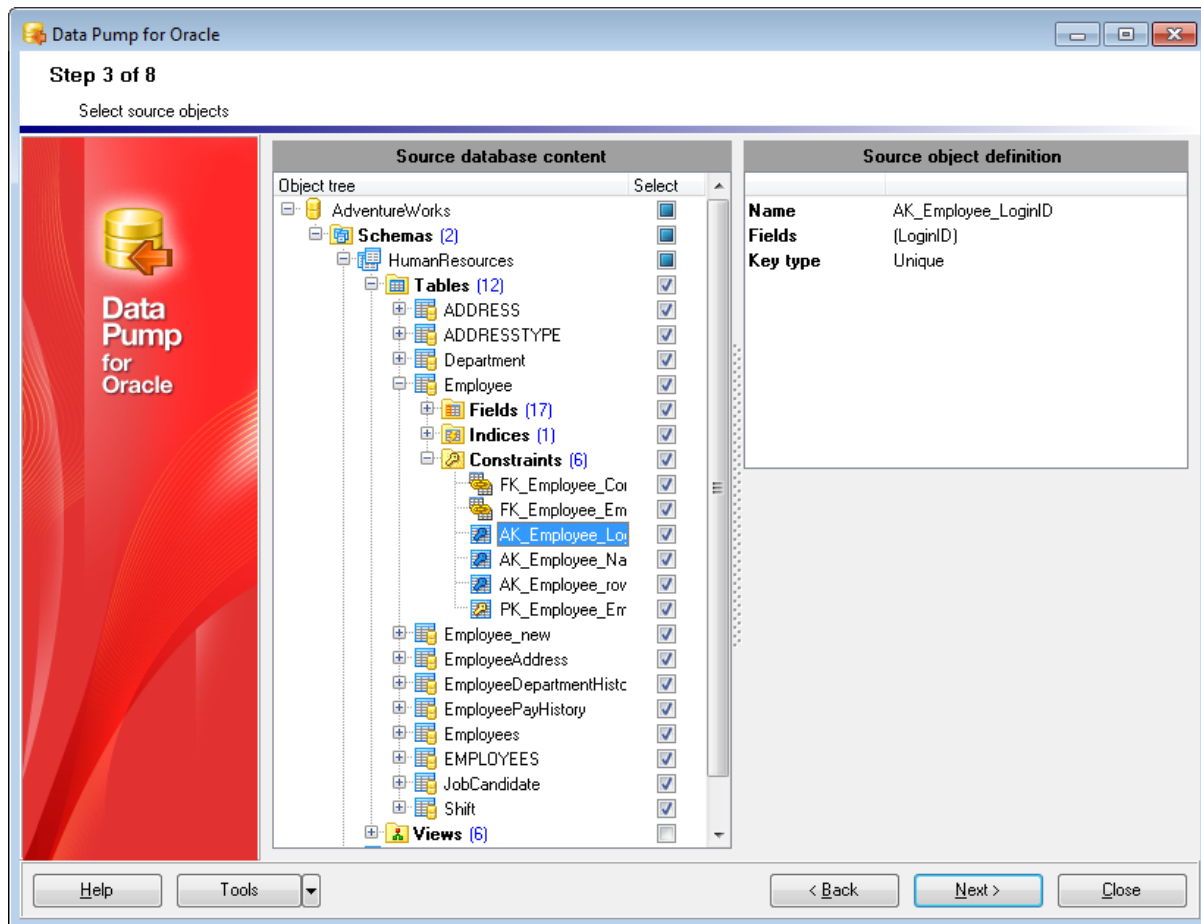 Data Pump for Oracle
Step 3 of 8
Select source objects
Data
Pump
for
Oracle
Source database content
Object tree Select
AdventureWorks
Schemas (2)
HumanResources
Tables (12)
ADDRESS
ADDRESSTYPE
Department
Employee
Fields (17)
Indices (1)
Constraints (6)
FK_Employee_Coi
FK_Employee_Em
AK_Employee_Loi
AK_Employee_Na
AK_Employee_rov
PK_Employee_Em
Employee_new
EmployeeAddress
EmployeeDepartmentHistc
EmployeePayHistory
Employees
EMPLOYEES
JobCandidate
Shift
Views (6)
Source object definition
Name AK_Employee_LoginID
Fields (LoginID)
Key type Unique
Help Tools < Back Next > Close